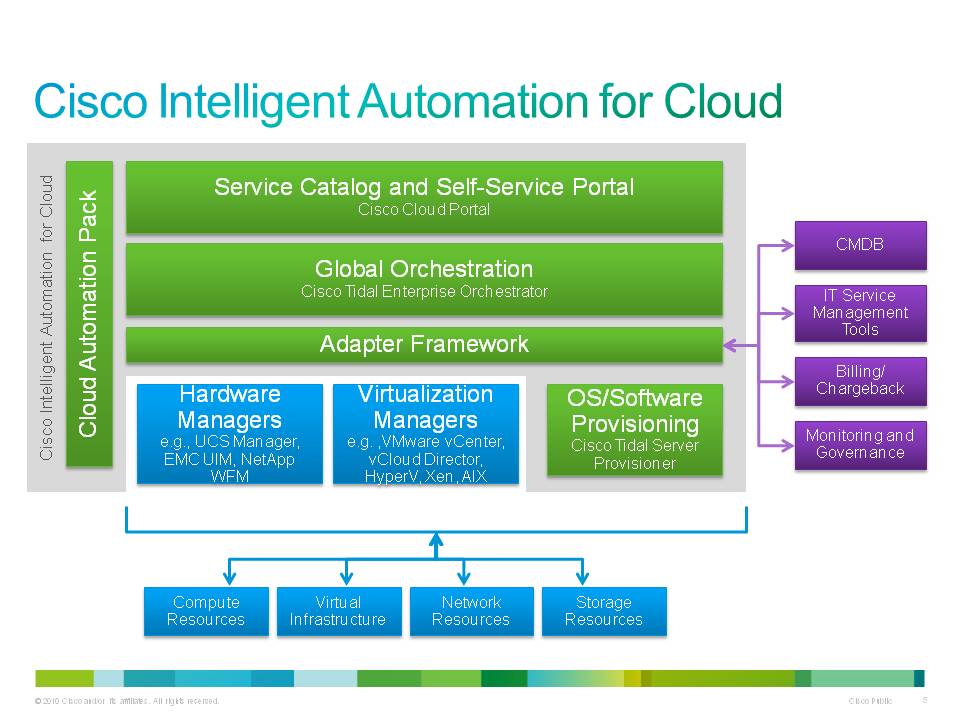 Cisco Intelligent Automation for Cloud
Cisco Intelligent Automation for Cloud
Cloud Automation Pack
Service Catalog and Self-Service Portal
Cisco Cloud Portal
Global Orchestration
Cisco Tidal Enterprise Orchestrator
Adapter Framework
Hardware
Managers
e.g., UCS Manager,
EMC UIM, NetApp
WFM
Virtualization
Managers
e.g. ,VMware vCenter,
vCloud Director,
HyperV, Xen, AIX
OS/Software
Provisioning
Cisco Tidal Server
Provisioner
CMDB
IT Service
Management
Tools
Billing/
Chargeback
Monitoring and
Governance
Compute
Resources
Virtual
Infrastructure
Network
Resources
Storage
Resources
© 2010 Cisco and/or its affiliates. All rights reserved.
Cisco Public
5